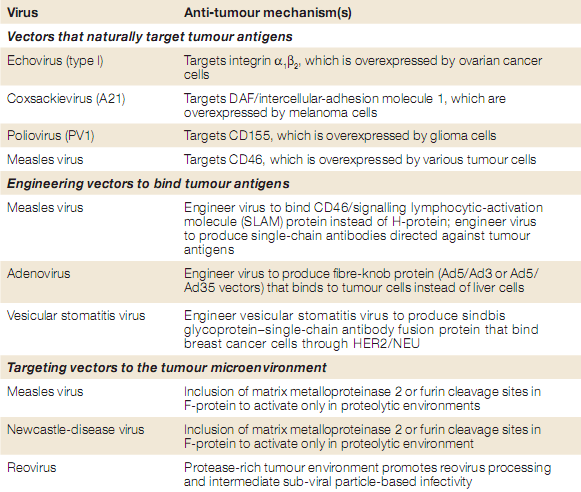 Virus Anti-tumour mechanism(s)
Vectors that naturally target tumour antigens
Echovirus (type I) Targets integrin α₁β₂, which is overexpressed by ovarian cancer
cells
Coxsackievirus (A21) Targets DAF/intercellular-adhesion molecule 1, which are
overexpressed by melanoma cells
Poliovirus (PV1) Targets CD155, which is overexpressed by glioma cells
Measles virus Targets CD46, which is overexpressed by various tumour cells
Engineering vectors to bind tumour antigens
Measles virus Engineer virus to bind CD46/signalling lymphocytic-activation
molecule (SLAM) protein instead of H-protein; engineer virus
to produce single-chain antibodies directed against tumour
antigens
Adenovirus Engineer virus to produce fibre-knob protein (Ad5/Ad3 or Ad5/
Ad35 vectors) that binds to tumour cells instead of liver cells
Vesicular stomatitis virus Engineer vesicular stomatitis virus to produce sindbis
glycoprotein–single-chain antibody fusion protein that bind
breast cancer cells through HER2/NEU
Targeting vectors to the tumour microenvironment
Measles virus Inclusion of matrix metalloproteinase 2 or furin cleavage sites in
F-protein to activate only in proteolytic environments
Newcastle-disease virus Inclusion of matrix metalloproteinase 2 or furin cleavage sites in
F-protein to activate only in proteolytic environment
Reovirus Protease-rich tumour environment promotes reovirus processing
and intermediate sub-viral particle-based infectivity